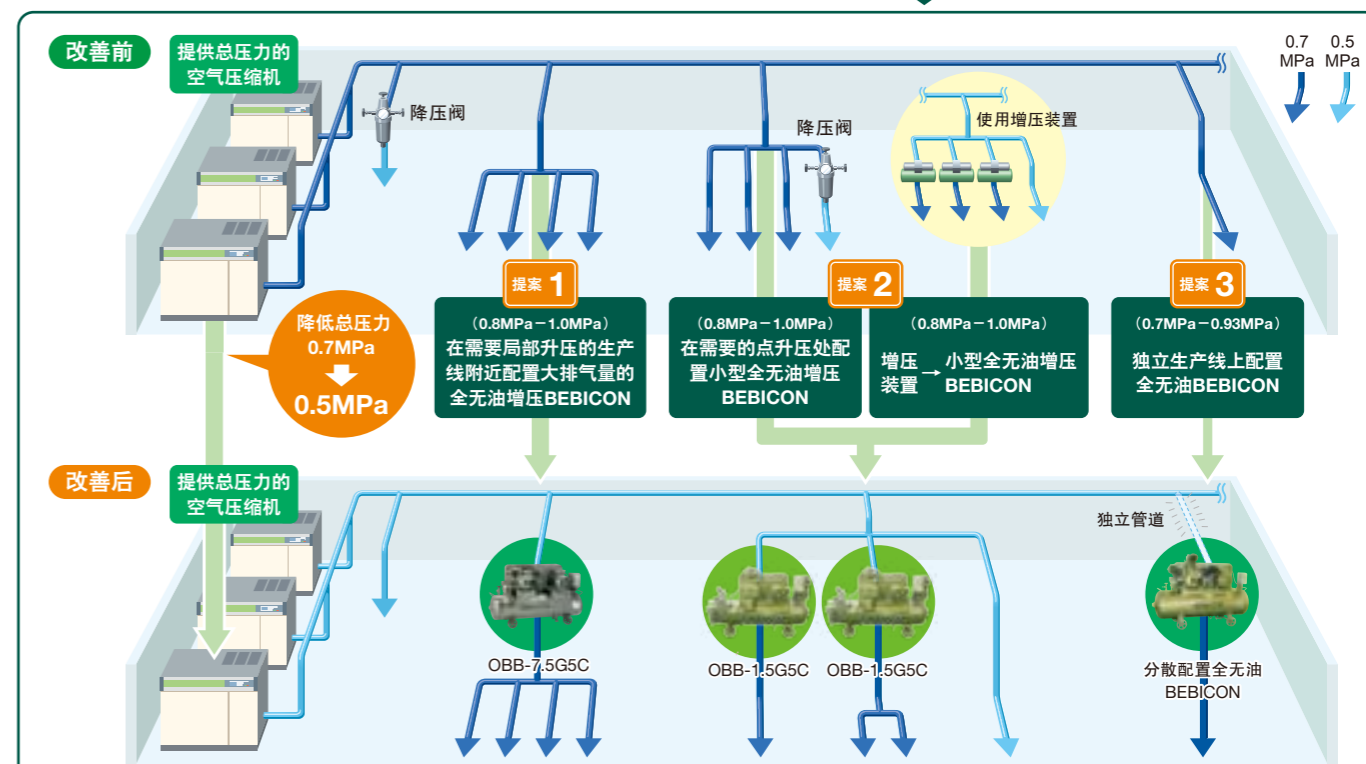 改善前
提供总压力的
空气压缩机
降压阀
降压阀
使用增压装置
0.7
MPa
0.5
MPa
降低总压力
0.7MPa
0.5MPa
提案 1
（0.8MPa－1.0MPa）
在需要局部升压的生产
线附近配置大排气量的
全无油增压BEBICON
提案 2
（0.8MPa－1.0MPa）
在需要的点升压处配
置小型全无油增压
BEBICON
（0.8MPa－1.0MPa）
增压
装置
→
小型全无油增压
BEBICON
提案 3
（0.7MPa－0.93MPa）
独立生产线上配置
全无油BEBICON
改善后
提供总压力的
空气压缩机
独立管道
OBB-7.5G5C
OBB-1.5G5C
OBB-1.5G5C
分散配置全无油
BEBICON